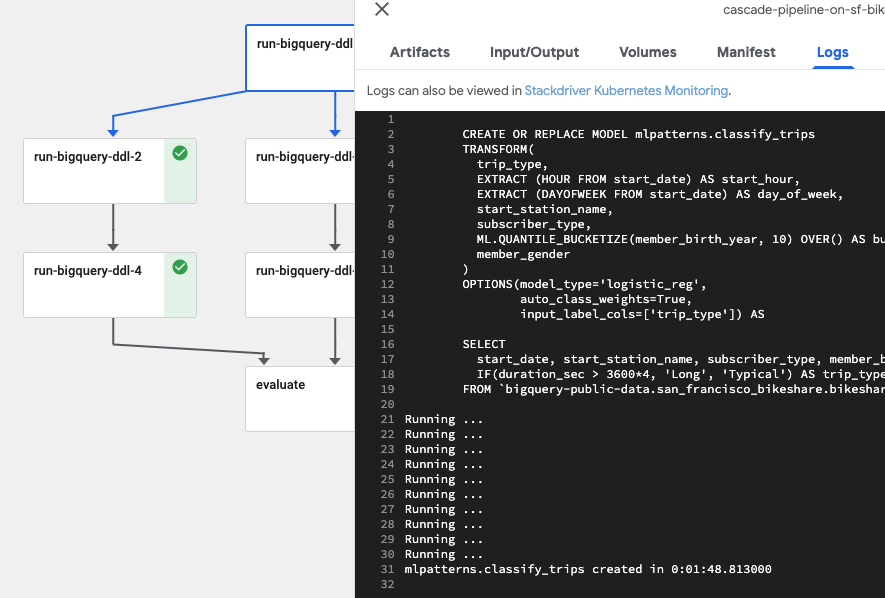 cascade-pipeline-on-sf-bik
run-bigquery-ddl
run-bigquery-ddl-2
run-bigquery-ddl-
run-bigquery-ddl-4
run-bigquery-ddl-
evaluate
Artifacts
Input/Output
Volumes
Manifest
Logs
Logs can also be viewed in Stackdriver Kubernetes Monitoring.
1
2 CREATE OR REPLACE MODEL mlpatterns.classify_trips
3 TRANSFORM(
4 trip_type,
5 EXTRACT (HOUR FROM start_date) AS start_hour,
6 EXTRACT (DAYOFWEEK FROM start_date) AS day_of_week,
7 start_station_name,
8 subscriber_type,
9 ML.QUANTILE_BUCKETIZE(member_birth_year, 10) OVER() AS bu
10 member_gender
11 )
12 OPTIONS(model_type='logistic_reg',
13 auto_class_weights=True,
14 input_label_cols=['trip_type']) AS
15
16 SELECT
17 start_date, start_station_name, subscriber_type, member_b
18 IF(duration_sec > 3600*4, 'Long', 'Typical') AS trip_type
19 FROM `bigquery-public-data.san_francisco_bikeshare.bikeshar
20
21 Running ...
22 Running ...
23 Running ...
24 Running ...
25 Running ...
26 Running ...
27 Running ...
28 Running ...
29 Running ...
30 Running ...
31 mlpatterns.classify_trips created in 0:01:48.813000
32